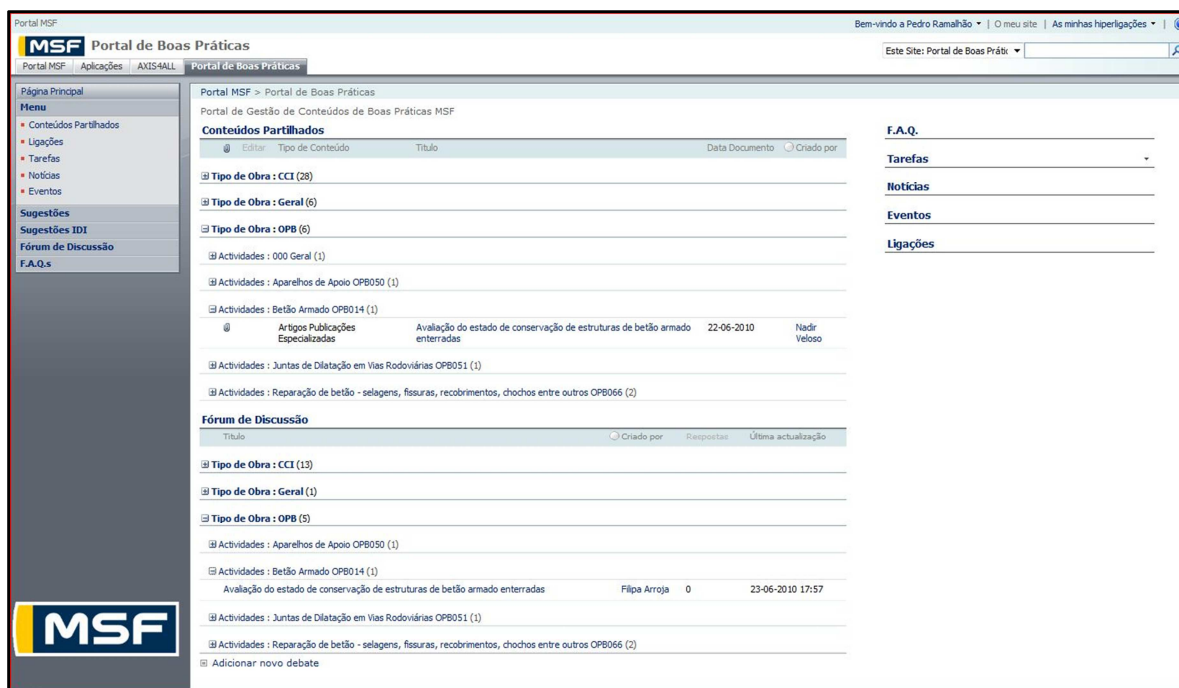 Portal MSF
Bem-vindo a Pedro Ramalhão | O meu site | As minhas hiperligações |
MSF Portal de Boas Práticas
Este Site: Portal de Boas Prátic
Portal MSF Aplicações AXIS4ALL Portal de Boas Práticas
Página Principal
Menu
Conteúdos Partilhados
Ligações
Tarefas
Notícias
Eventos
Sugestões
Sugestões IDI
Fórum de Discussão
F.A.Q.s
Portal MSF > Portal de Boas Práticas
Portal de Gestão de Conteúdos de Boas Práticas MSF
Conteúdos Partilhados
Editar Tipo de Conteúdo Titulo Data Documento Criado por
Tipo de Obra : CCI (28)
Tipo de Obra : Geral (6)
Tipo de Obra : OPB (6)
Actividades : 000 Geral (1)
Actividades : Aparelhos de Apoio OPB050 (1)
Actividades : Betão Armado OPB014 (1)
Artigos Publicações Avaliação do estado de conservação de estruturas de betão armado 22-06-2010 Nadir
Especializadas enterradas Veloso
Actividades : Juntas de Dilatação em Vias Rodoviárias OPB051 (1)
Actividades : Reparação de betão - selagens, fissuras, recobrimentos, chochos entre outros OPB066 (2)
Fórum de Discussão
Titulo Criado por Respostas Última actualização
Tipo de Obra : CCI (13)
Tipo de Obra : Geral (1)
Tipo de Obra : OPB (5)
Actividades : Aparelhos de Apoio OPB050 (1)
Actividades : Betão Armado OPB014 (1)
Avaliação do estado de conservação de estruturas de betão armado enterradas Filipa Arroja 0 23-06-2010 17:57
Actividades : Juntas de Dilatação em Vias Rodoviárias OPB051 (1)
Actividades : Reparação de betão - selagens, fissuras, recobrimentos, chochos entre outros OPB066 (2)
Adicionar novo debate
F.A.Q.
Tarefas
Notícias
Eventos
Ligações
MSF